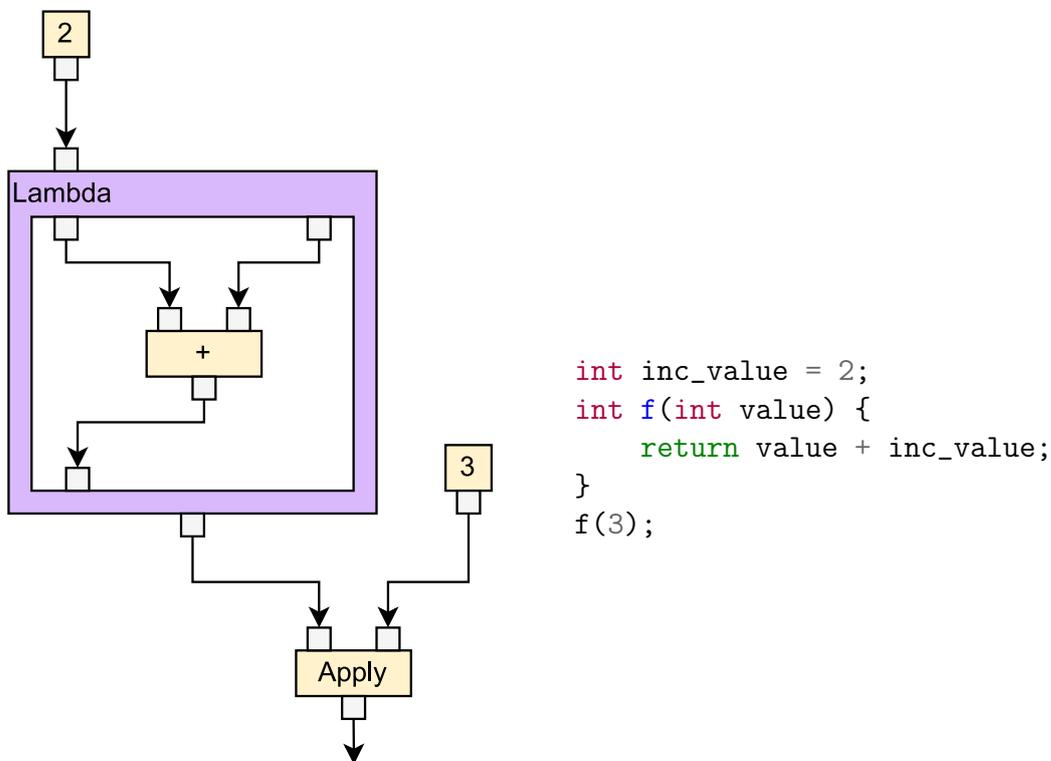 2
Lambda
+
3
Apply
int inc_value = 2;
int f(int value) {
    return value + inc_value;
}
f(3);